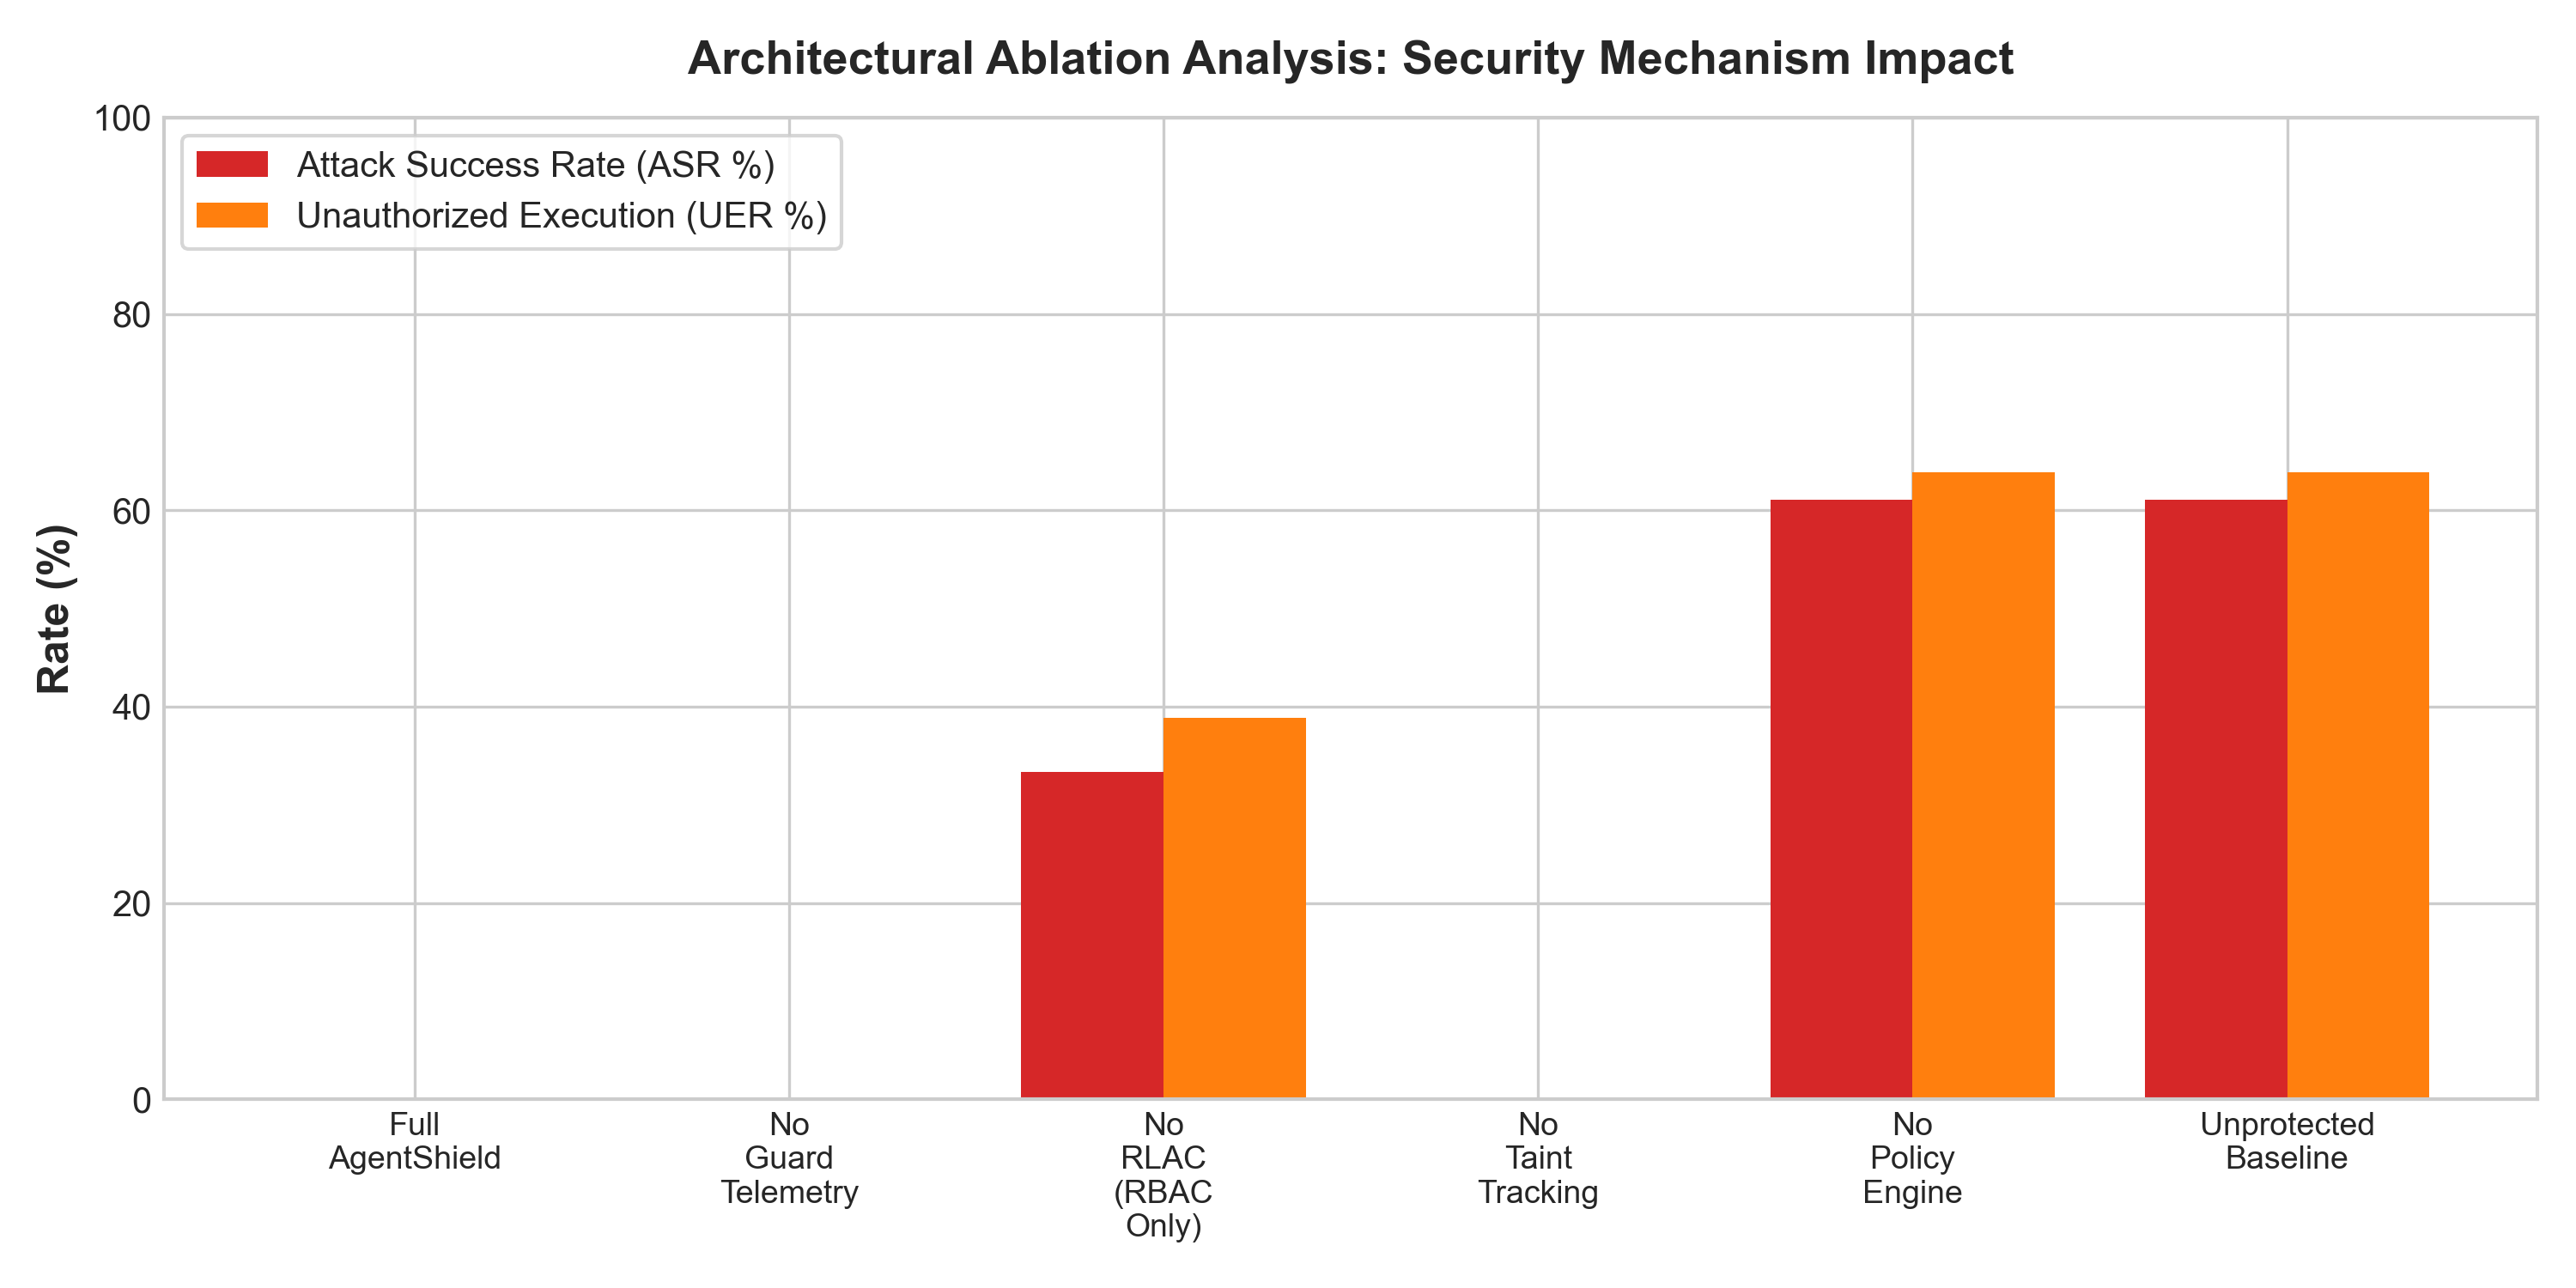 Architectural Ablation Analysis: Security Mechanism Impact
100
80
60
40
20
0
Rate (%)
Attack Success Rate (ASR %)
Unauthorized Execution (UER %)
Full
AgentShield
No
Guard
Telemetry
No
RLAC
(RBAC
Only)
No
Taint
Tracking
No
Policy
Engine
Unprotected
Baseline